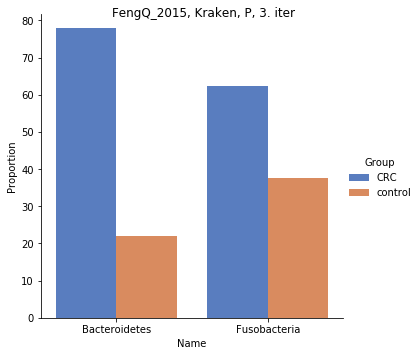 FengQ_2015, Kraken, P, 3. iter
80
70
60
50
40
30
20
10
0
Proportion
Bacteroidetes
Fusobacteria
Name
Group
CRC
control